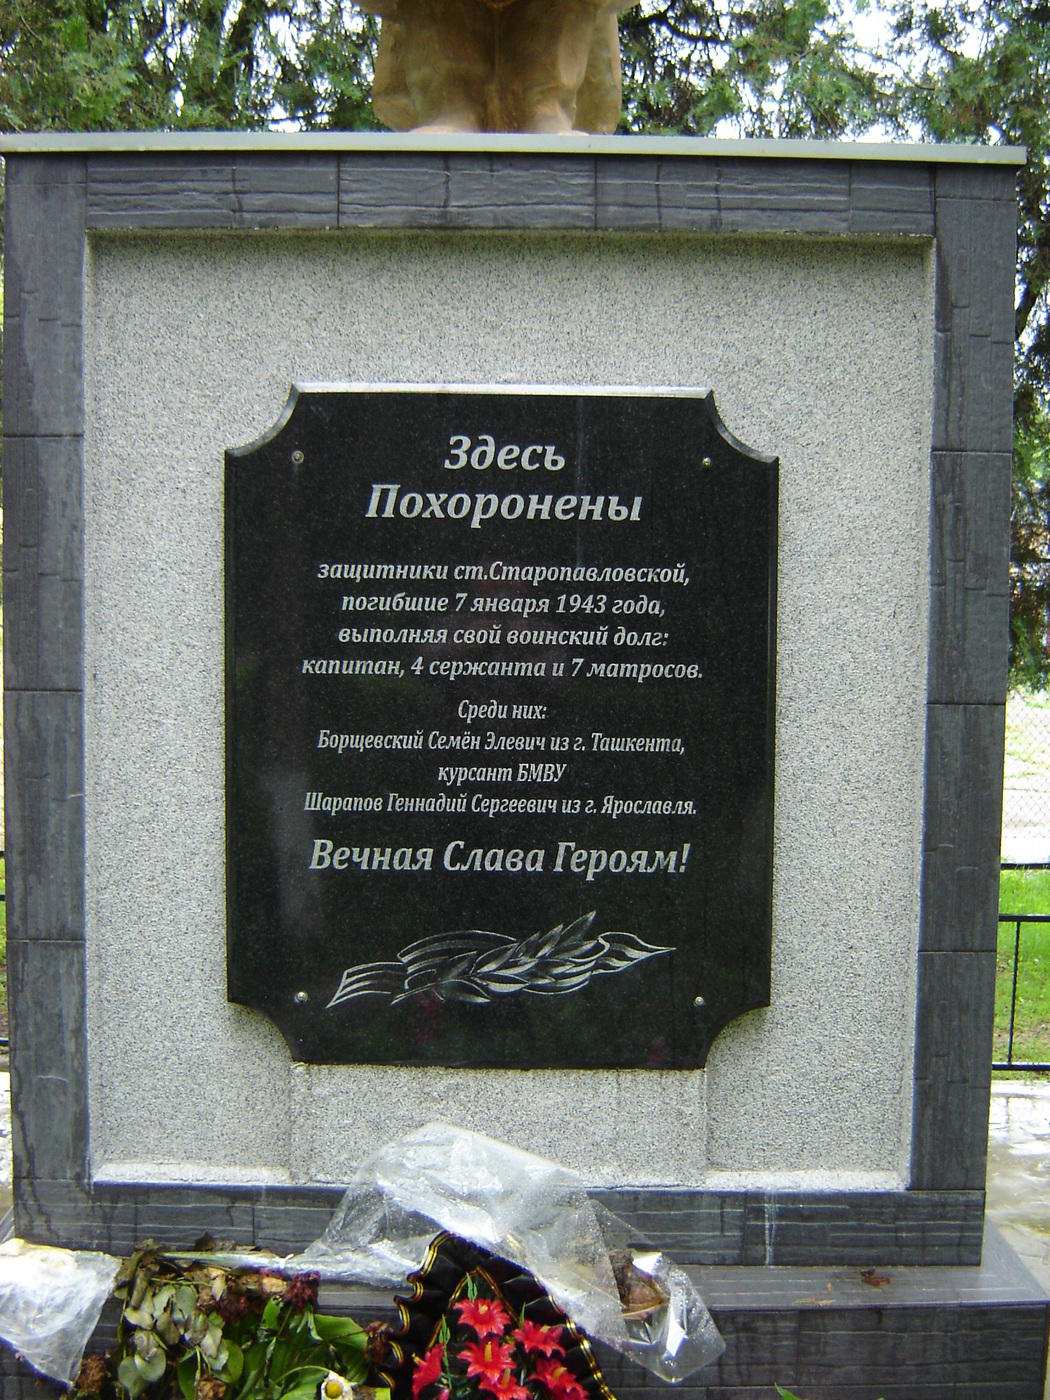 Здесь
Похоронены
защитники ст.Старопавловской,
погибшие 7 января 1943 года,
выполняя свой воинский долг:
капитан, 4 сержанта и 7 матросов.
Среди них:
Борщевский Семён Элевич из г. Ташкента,
курсант БМВУ
Шарапов Геннадий Сергеевич из г. Ярославля.
Вечная Слава Героям!